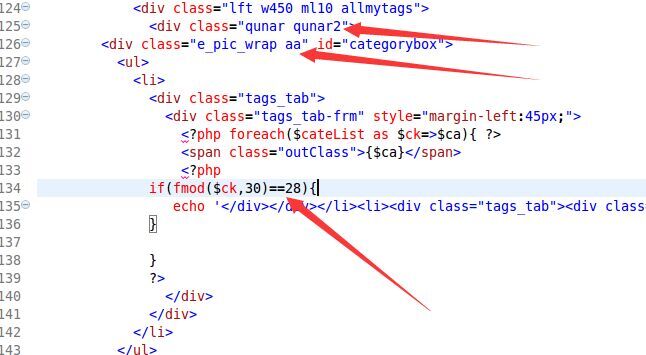 124 <div class="lft w450 ml10 allmytags">
125 <div class="qunar qunar2">
126 <div class="e_pic_wrap aa" id="categorybox">
127 <ul>
128 <li>
129 <div class="tags_tab">
130 <div class="tags_tab-frm" style="margin-left:45px;">
131 <?php foreach($cateList as $ck=>$ca){ ?>
132 <span class="outClass">{$ca}</span>
133 <?php
134 if(fmod($ck,30)==28){
135 echo '</div></div></li><li><div class="tags_tab"><div clas
136 }
137
138 }
139 ?>
140 </div>
141 </div>
142 </li>
143 </ul>